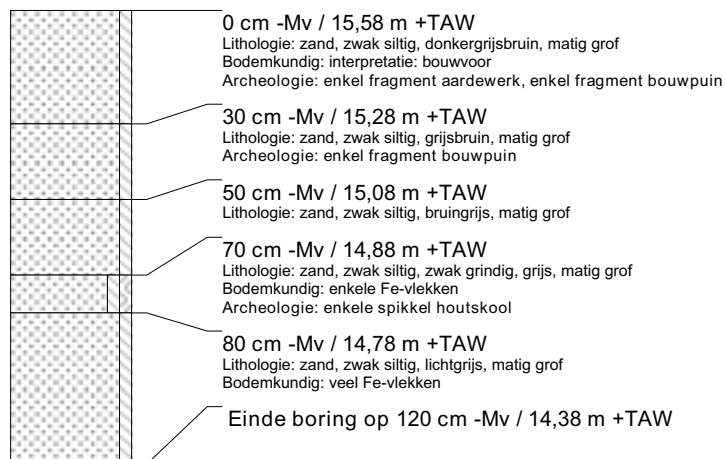 0 cm -Mv / 15,58 m +TAW
Lithologie: zand, zwak siltig, donkergrijsbruin, matig grof
Bodemkundig: interpretatie: bouwvoor
Archeologie: enkel fragment aardewerk, enkel fragment bouwpuin
30 cm -Mv / 15,28 m +TAW
Lithologie: zand, zwak siltig, grijsbruin, matig grof
Archeologie: enkel fragment bouwpuin
50 cm -Mv / 15,08 m +TAW
Lithologie: zand, zwak siltig, bruingrijs, matig grof
70 cm -Mv / 14,88 m +TAW
Lithologie: zand, zwak siltig, zwak grindig, grijs, matig grof
Bodemkundig: enkele Fe-vlekken
Archeologie: enkele spikkel houtskool
80 cm -Mv / 14,78 m +TAW
Lithologie: zand, zwak siltig, lichtgrijs, matig grof
Bodemkundig: veel Fe-vlekken
Einde boring op 120 cm -Mv / 14,38 m +TAW